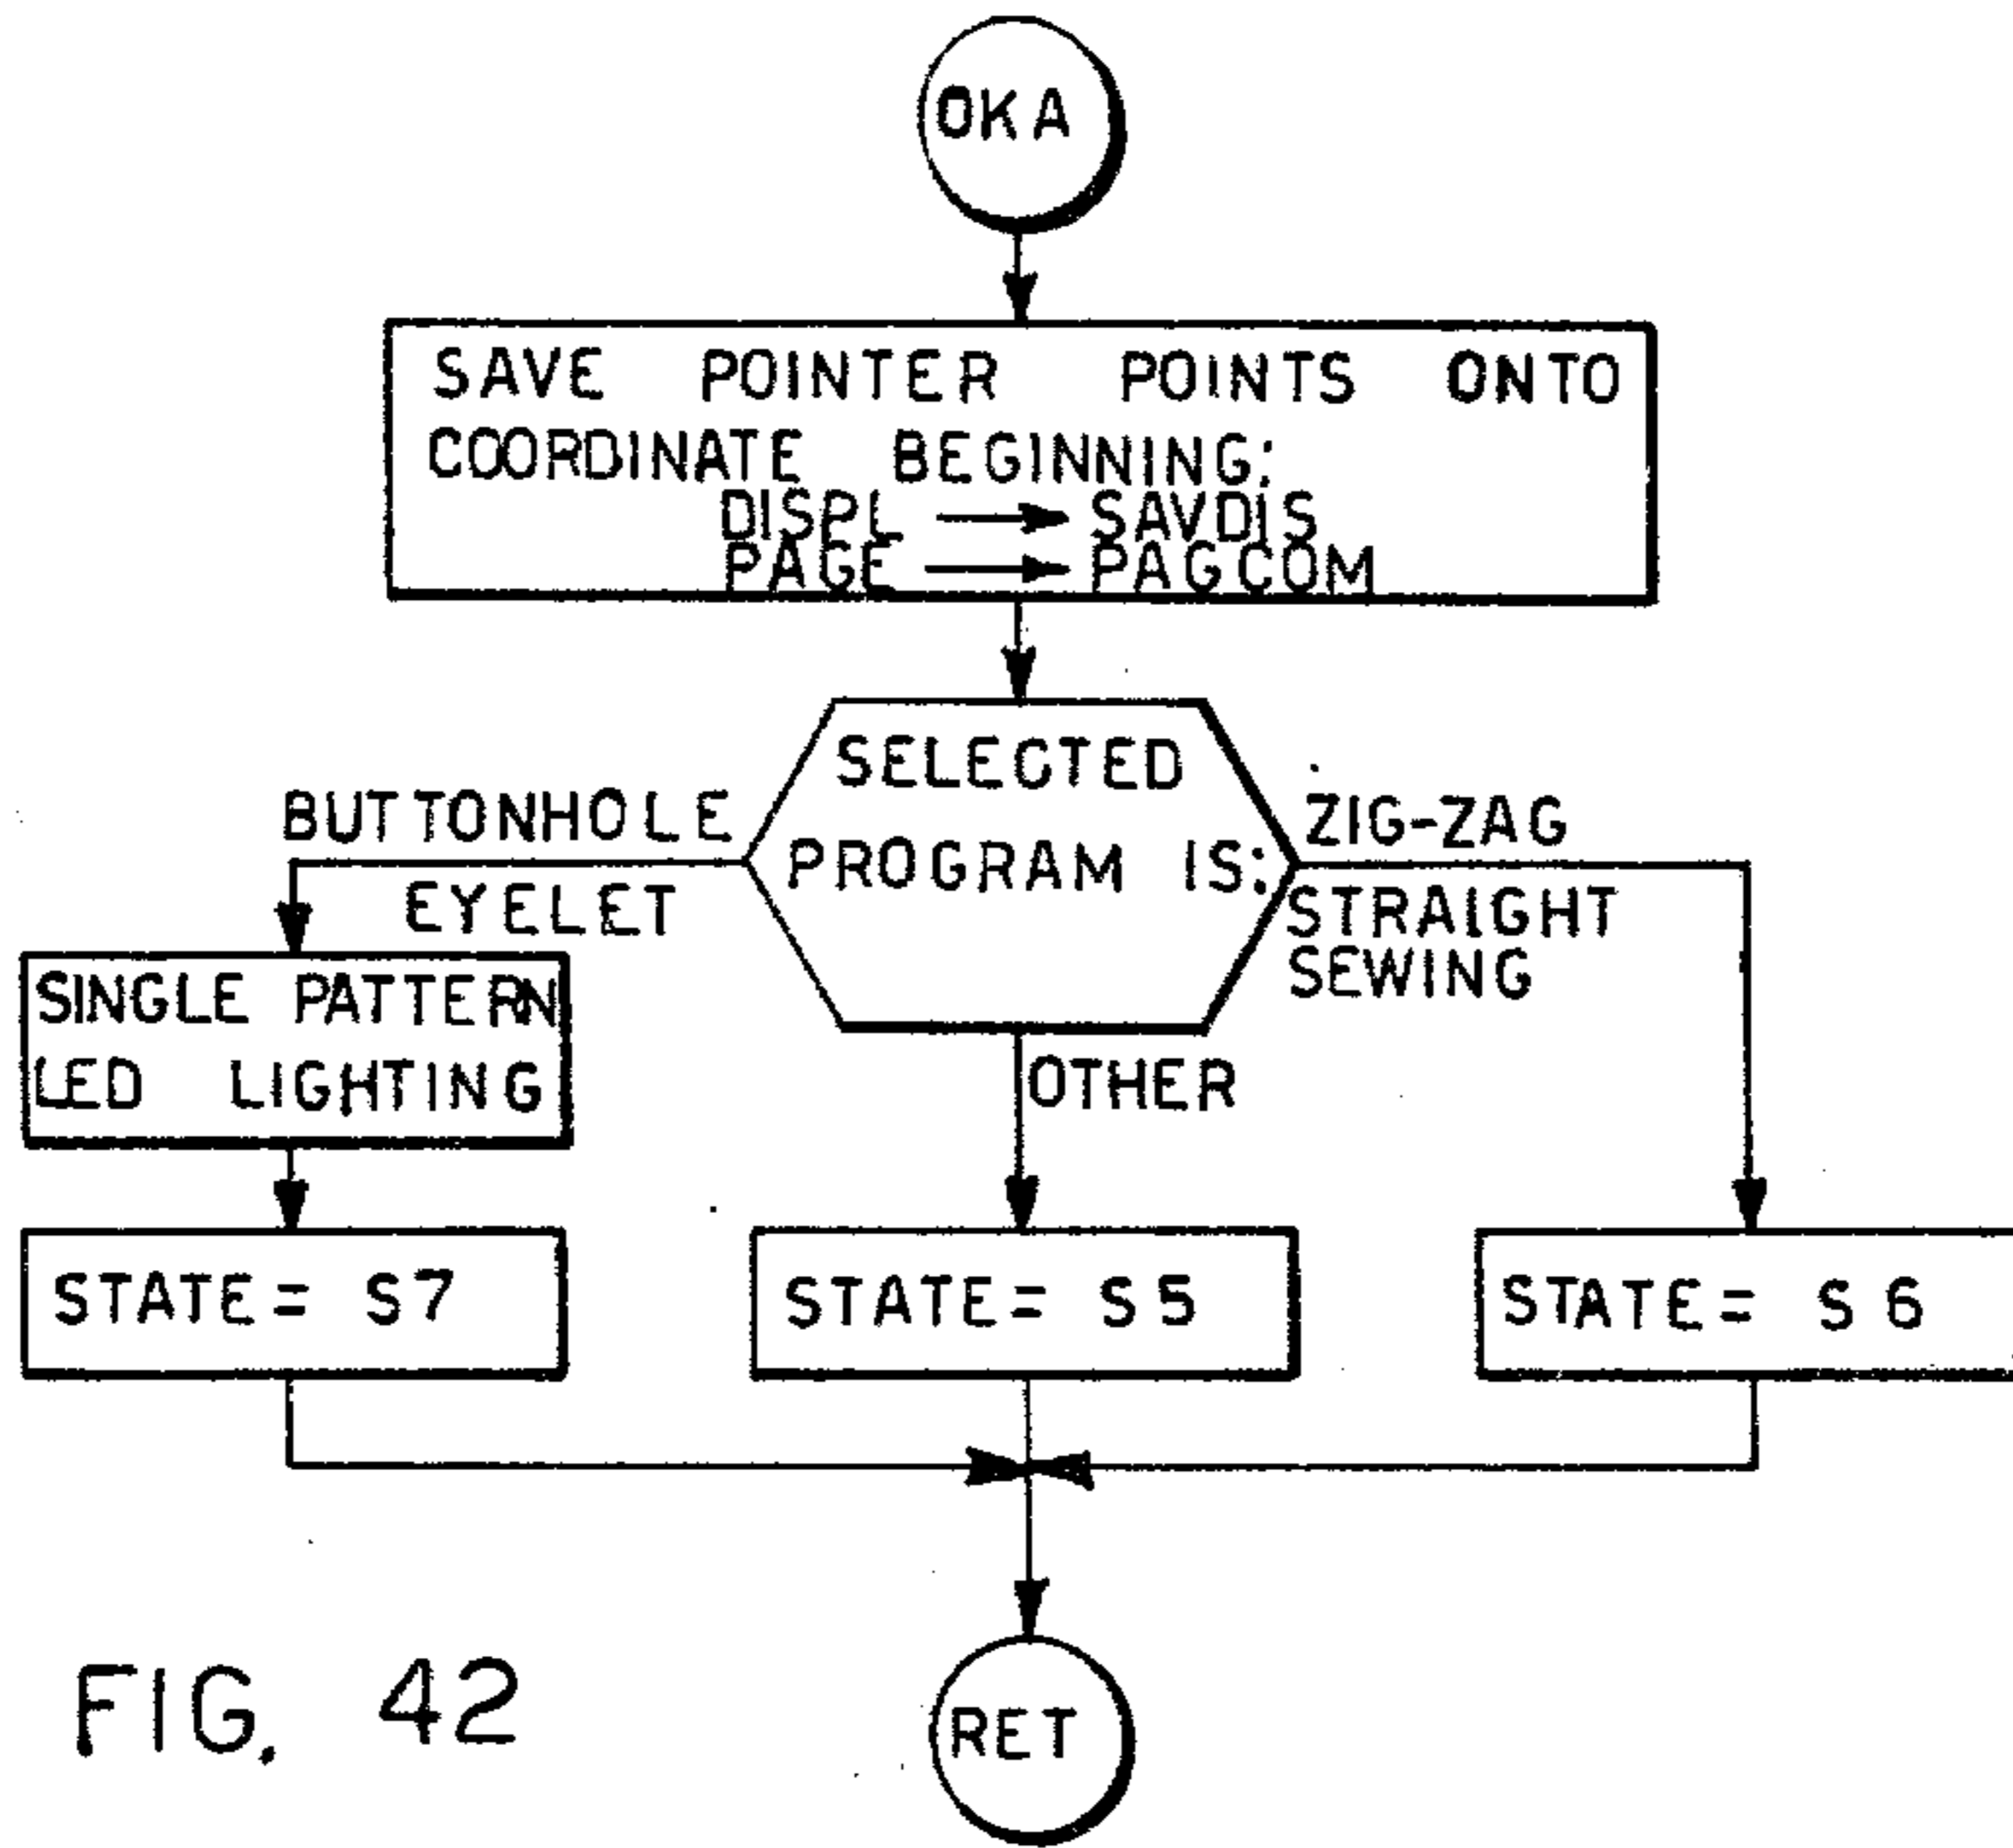 OKA
SAVE POINTER POINTS ONTO
COORDINATE BEGINNING:
DISPL → SAVDIS
PAGE → PAGCOM
SELECTED
PROGRAM IS:
BUTTONHOLE
EYELET
ZIG-ZAG
STRAIGHT
SEWING
OTHER
SINGLE PATTERN
LED LIGHTING
STATE= S7
STATE= S5
STATE= S6
RET
FIG. 42